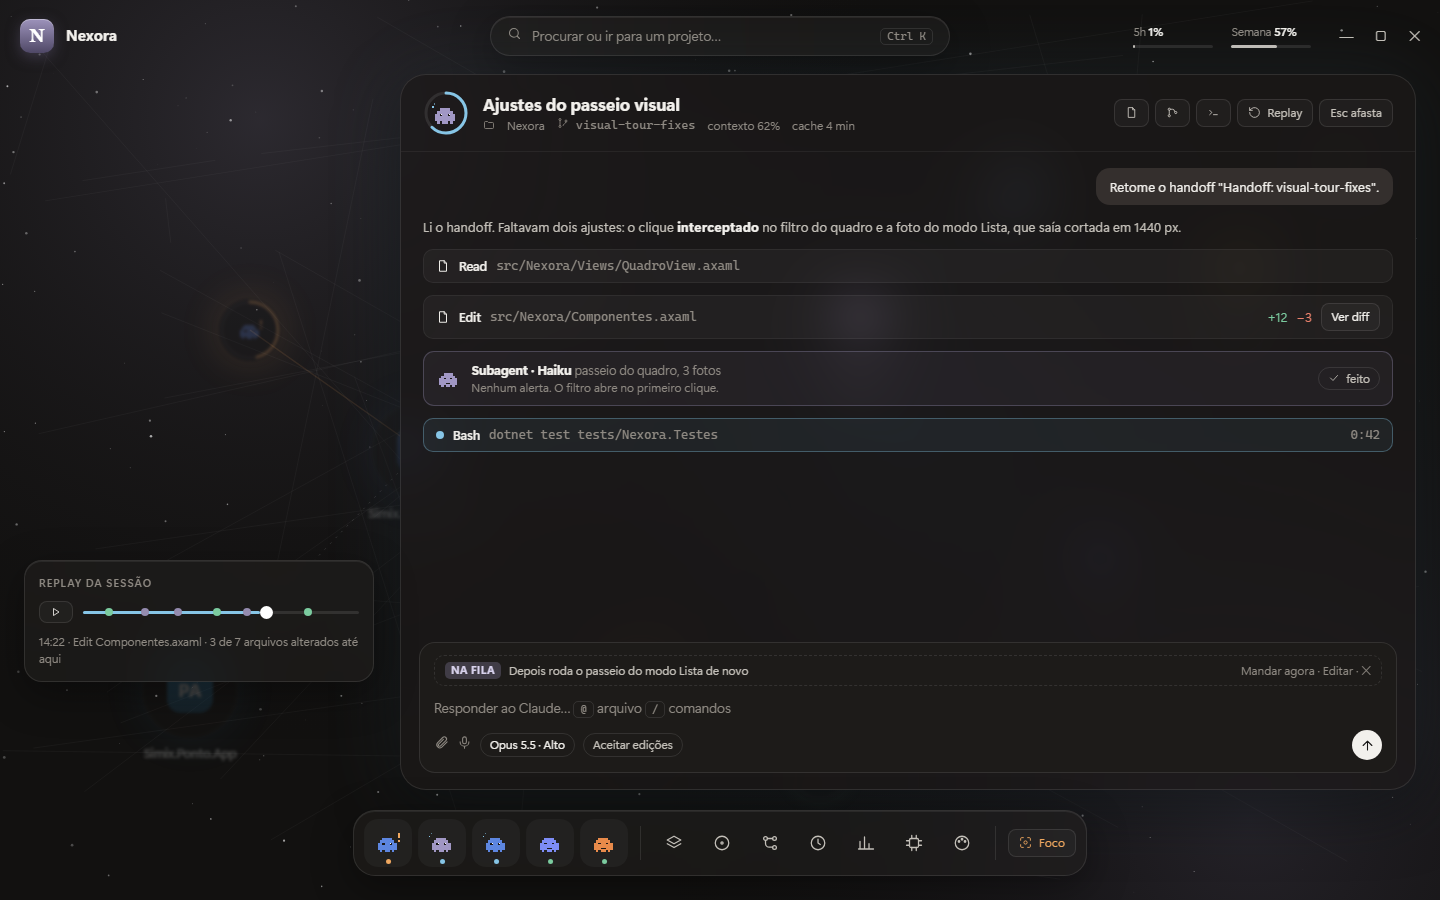 N Nexora
Procurar ou ir para um projeto... Ctrl K
5h 1% Semana 57%
Ajustes do passeio visual
Nexora visual-tour-fixes contexto 62% cache 4 min
Replay Esc afasta
Retome o handoff "Handoff: visual-tour-fixes".
Li o handoff. Faltavam dois ajustes: o clique interceptado no filtro do quadro e a foto do modo Lista, que saía cortada em 1440 px.
Read src/Nexora/Views/QuadroView.axaml
Edit src/Nexora/Componentes.axaml +12 −3 Ver diff
Subagent · Haiku passeio do quadro, 3 fotos
Nenhum alerta. O filtro abre no primeiro clique.
feito
Bash dotnet test tests/Nexora.Testes 0:42
Simix.
REPLAY DA SESSÃO
14:22 · Edit Componentes.axaml · 3 de 7 arquivos alterados até
aqui
PA
Simix.Ponto.App
NA FILA Depois roda o passeio do modo Lista de novo Mandar agora · Editar ·
Responder ao Claude... @ arquivo / comandos
Opus 5.5 · Alto Aceitar edições
Foco